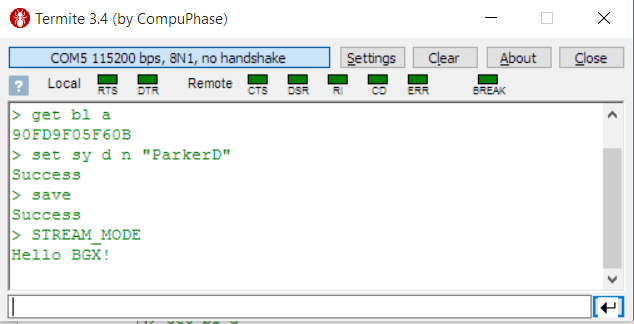 Termite 3.4 (by CompuPhase)
COM5 115200 bps, 8N1, no handshake Settings Clear About Close
? Local RTS DTR Remote CTS DSR RI CD ERR BREAK
> get bl a
90FD9F05F60B
> set sy d n "ParkerD"
Success
> save
Success
> STREAM_MODE
Hello BGX!